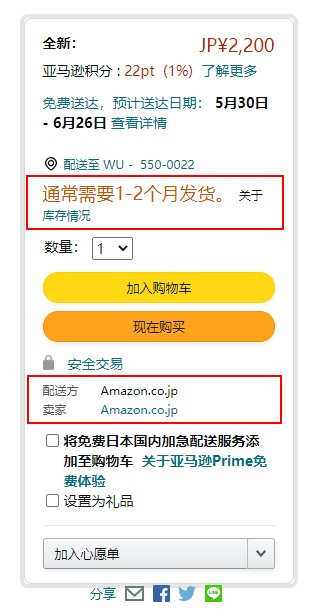 全新： JP¥2,200
亚马逊积分 : 22pt（1%）了解更多
免费送达，预计送达日期： 5月30日
- 6月26日 查看详情
配送至 WU - 550-0022
通常需要1-2个月发货。 关于
库存情况
数量： 1
加入购物车
现在购买
安全交易
配送方 Amazon.co.jp
卖家 Amazon.co.jp
将免费日本国内加急配送服务添
加至购物车 关于亚马逊Prime免
费体验
设置为礼品
加入心愿单
分享